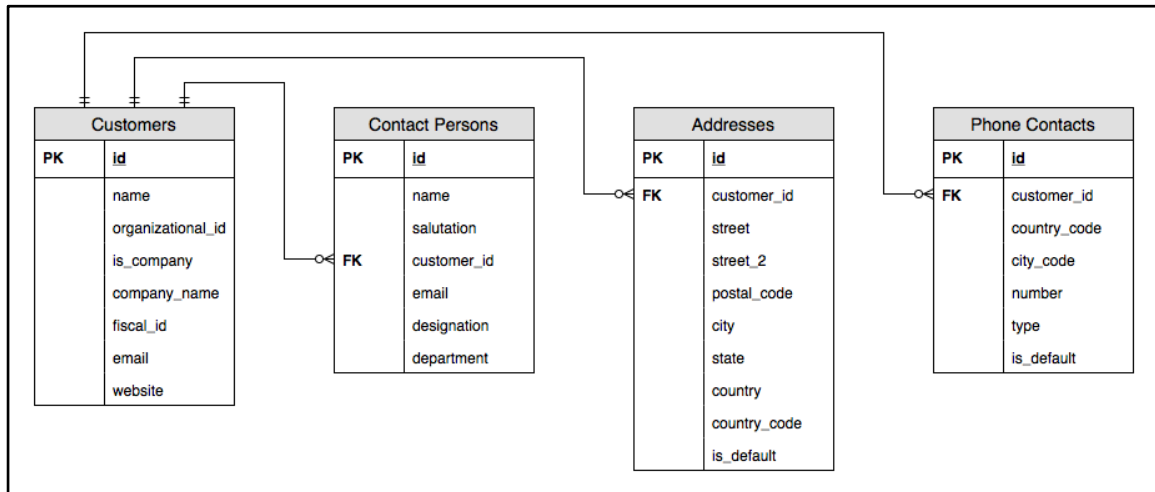 Customers
PK id
name
organizational_id
is_company
company_name
fiscal_id
email
website
Contact Persons
PK id
name
salutation
FK customer_id
email
designation
department
Addresses
PK id
FK customer_id
street
street_2
postal_code
city
state
country
country_code
is_default
Phone Contacts
PK id
FK customer_id
country_code
city_code
number
type
is_default